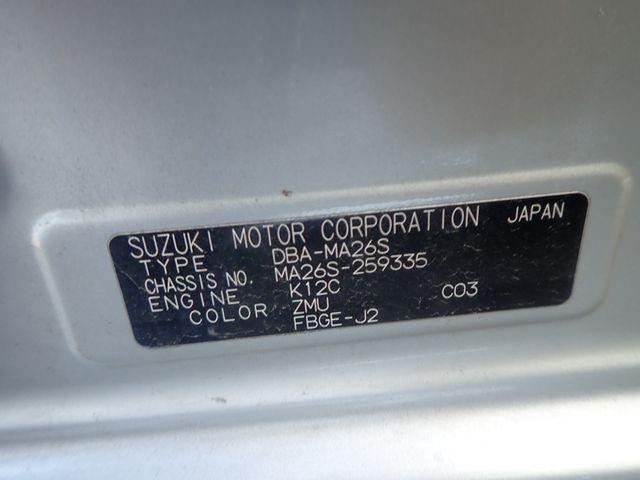 SUZUKI MOTOR CORPORATION JAPAN
TYPE DBA-MA26S
CHASSIS NO. MA26S-259335
ENGINE K12C C03
COLOR ZMU
FBGE-J2